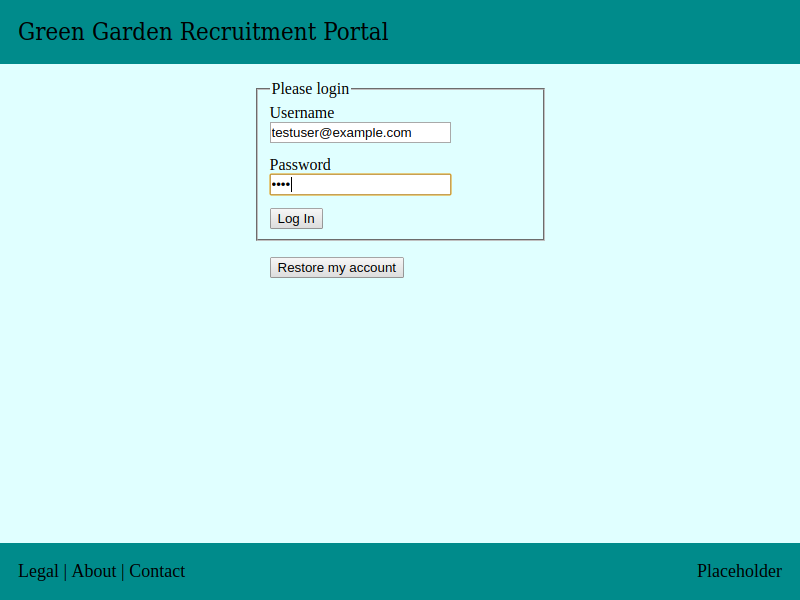 Green Garden Recruitment Portal
Please login
Username
testuser@example.com
Password
••••
Log In
Restore my account
Legal | About | Contact
Placeholder